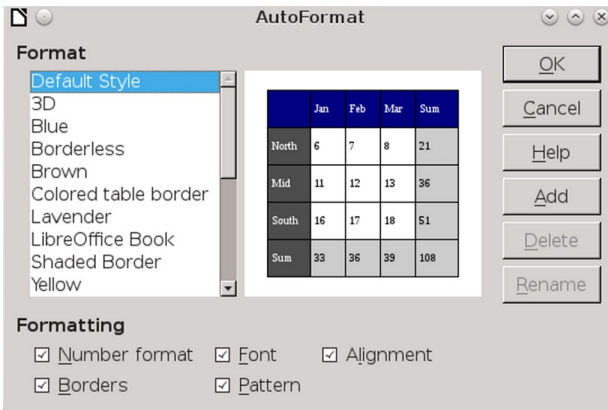 AutoFormat
Format
Default Style
3D
Blue
Borderless
Brown
Colored table border
Lavender
LibreOffice Book
Shaded Border
Yellow
Jan Feb Mar Sum
North 6 7 8 21
Mid 11 12 13 36
South 16 17 18 51
Sum 33 36 39 108
OK
Cancel
Help
Add
Delete
Rename
Formatting
Number format Font Alignment
Borders Pattern